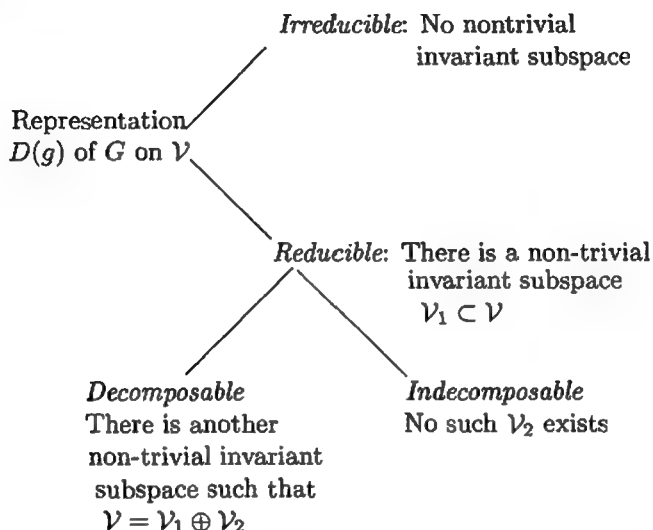 Irreducible: No nontrivial
invariant subspace
Representation
D(g) of G on 𝒱
Reducible: There is a non-trivial
invariant subspace
𝒱₁ ⊂ 𝒱
Decomposable
There is another
non-trivial invariant
subspace such that
𝒱 = 𝒱₁ ⊕ 𝒱₂
Indecomposable
No such 𝒱₂ exists